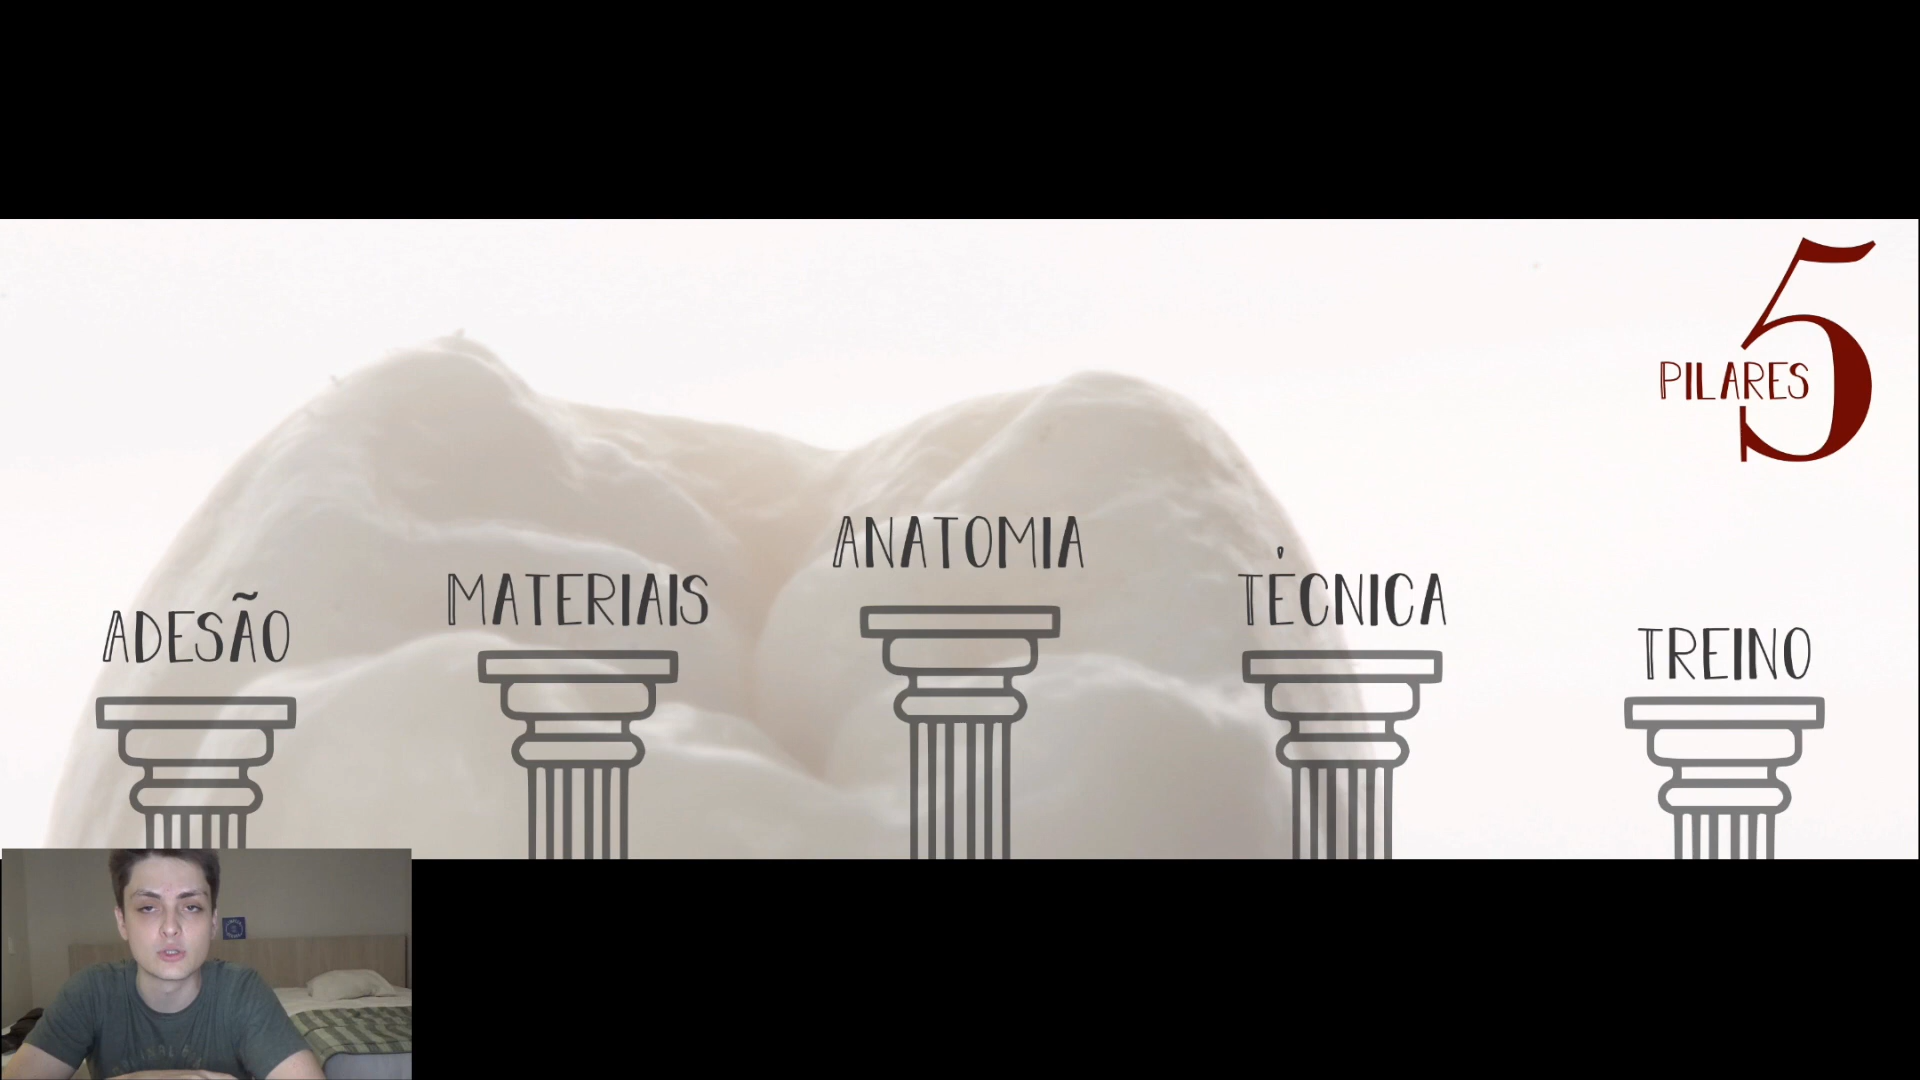 5
PILARES
ADESÃO
MATERIAIS
ANATOMIA
TÉCNICA
TREINO